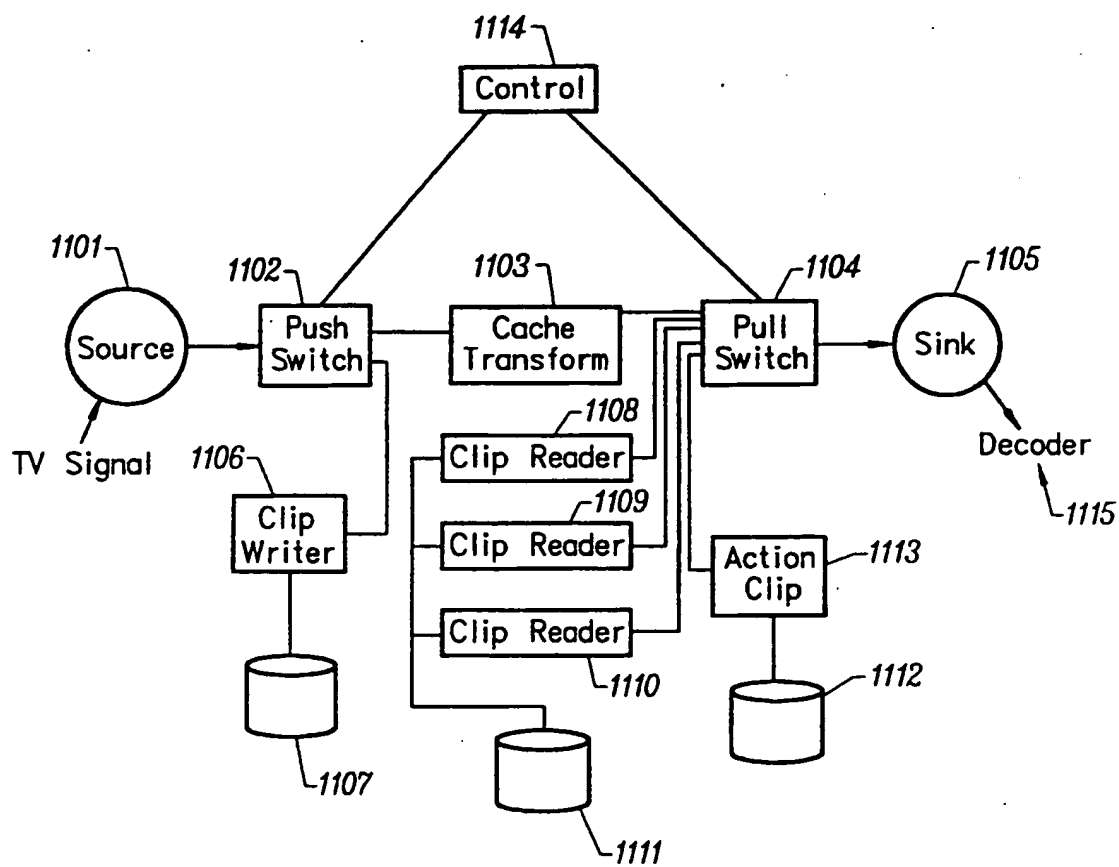 1114
Control
1101
1102
1103
1104
1105
Source
Push
Switch
Cache
Transform
Pull
Switch
Sink
TV Signal
1106
Clip
Writer
1107
1108
Clip Reader
1109
Clip Reader
Clip Reader
1110
1111
Decoder
1115
Action
Clip
1113
1112